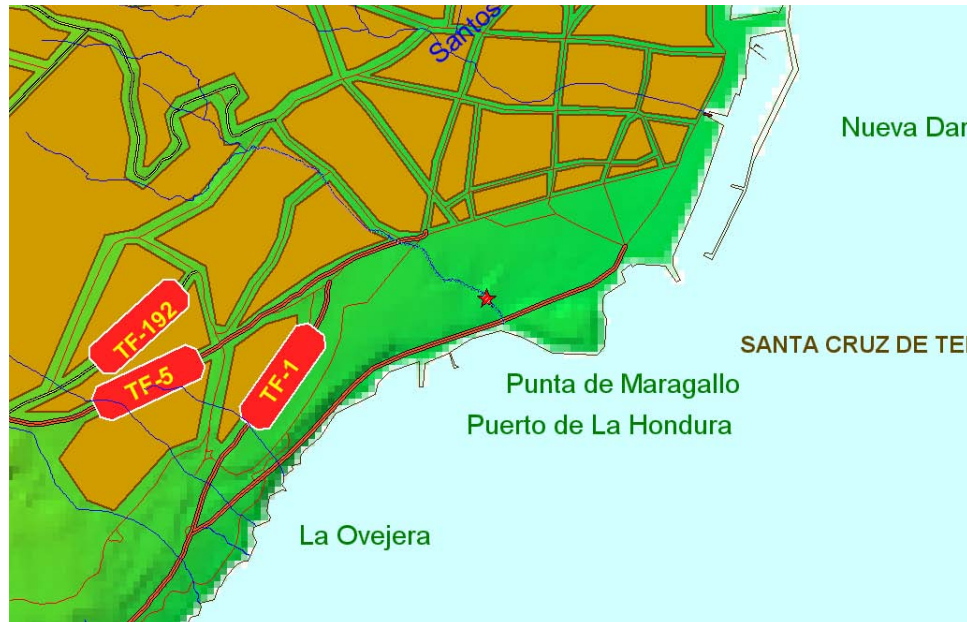 Santos
Nueva Dar
TF-192
TF-5
TF-1
SANTA CRUZ DE TE
Punta de Maragallo
Puerto de La Hondura
La Ovejera